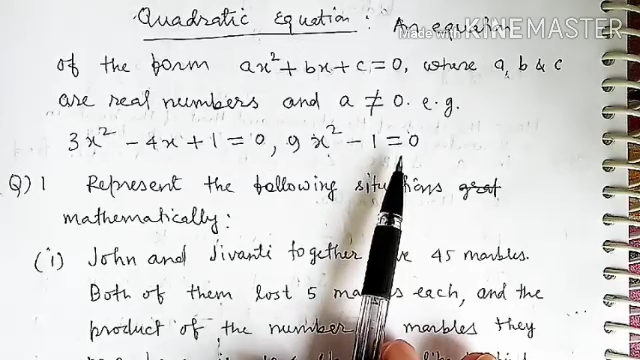 Quadratic Equation : An equation
Made with KINEMASTER
of the form ax² + bx + c = 0, where a, b & c
are real numbers and a ≠ 0. e.g.
3x² - 4x + 1 = 0, 9x² - 1 = 0
Q) 1 Represent the following situations
mathematically :
(i) John and Jivanti together 45 marbles.
Both of them lost 5 each, and the
product of the number marbles they